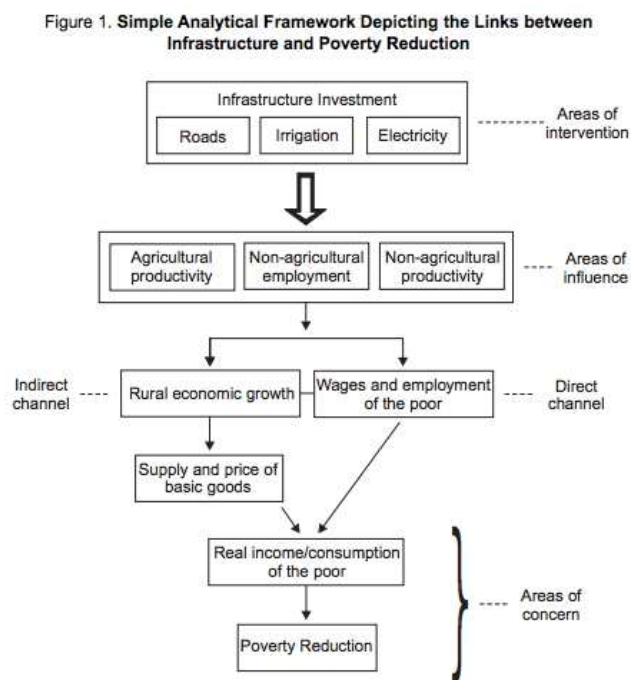 Figure 1. Simple Analytical Framework Depicting the Links between
Infrastructure and Poverty Reduction
Infrastructure Investment
Roads
Irrigation
Electricity
Areas of
intervention
Agricultural
productivity
Non-agricultural
employment
Non-agricultural
productivity
Areas of
influence
Indirect
channel
Rural economic growth
Wages and employment
of the poor
Direct
channel
Supply and price of
basic goods
Real income/consumption
of the poor
Areas of
concern
Poverty Reduction